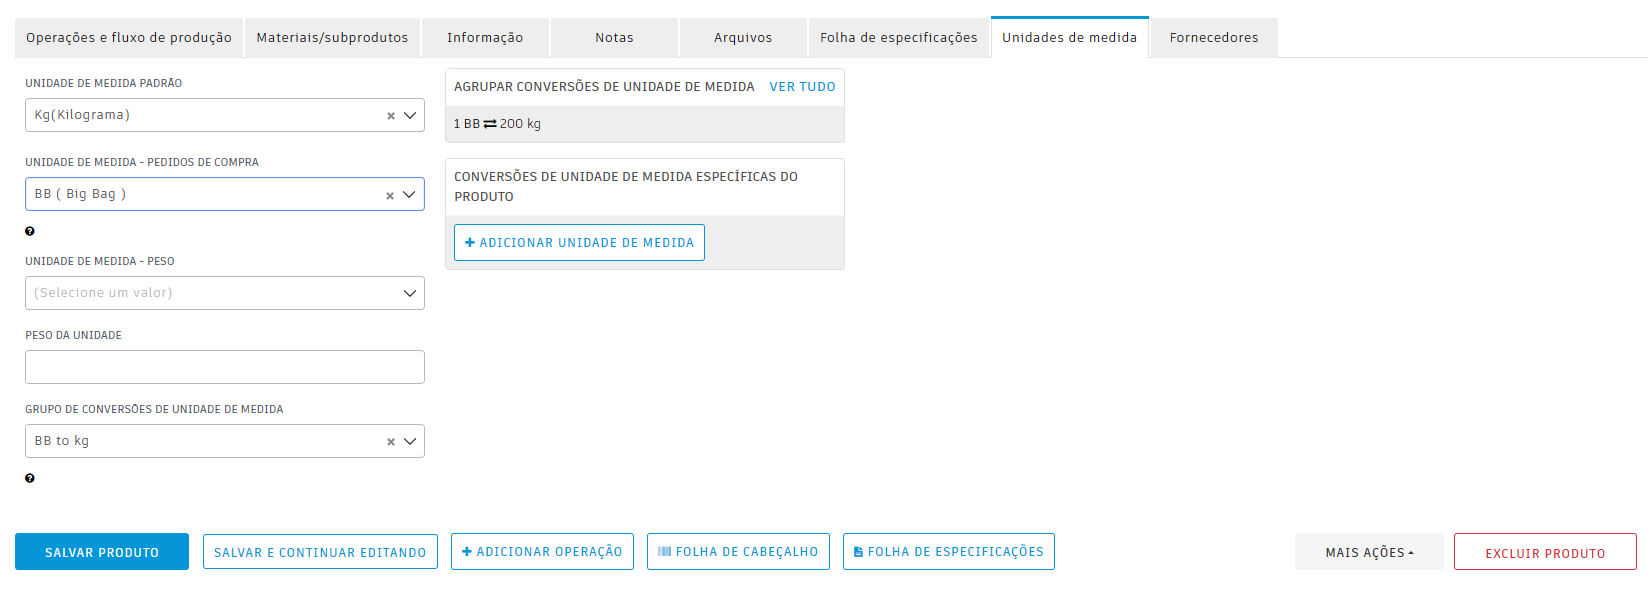 Operações e fluxo de produção
Materiais/subprodutos
Informação
Notas
Arquivos
Folha de especificações
Unidades de medida
Fornecedores
UNIDADE DE MEDIDA PADRÃO
Kg(Kilograma)
UNIDADE DE MEDIDA - PEDIDOS DE COMPRA
BB ( Big Bag )
UNIDADE DE MEDIDA - PESO
(Selecione um valor)
PESO DA UNIDADE
GRUPO DE CONVERSÕES DE UNIDADE DE MEDIDA
BB to kg
AGRUPAR CONVERSÕES DE UNIDADE DE MEDIDA VER TUDO
1 BB ⇄ 200 kg
CONVERSÕES DE UNIDADE DE MEDIDA ESPECÍFICAS DO
PRODUTO
+ ADICIONAR UNIDADE DE MEDIDA
SALVAR PRODUTO
SALVAR E CONTINUAR EDITANDO
+ ADICIONAR OPERAÇÃO
FOLHA DE CABEÇALHO
FOLHA DE ESPECIFICAÇÕES
MAIS AÇÕES
EXCLUIR PRODUTO